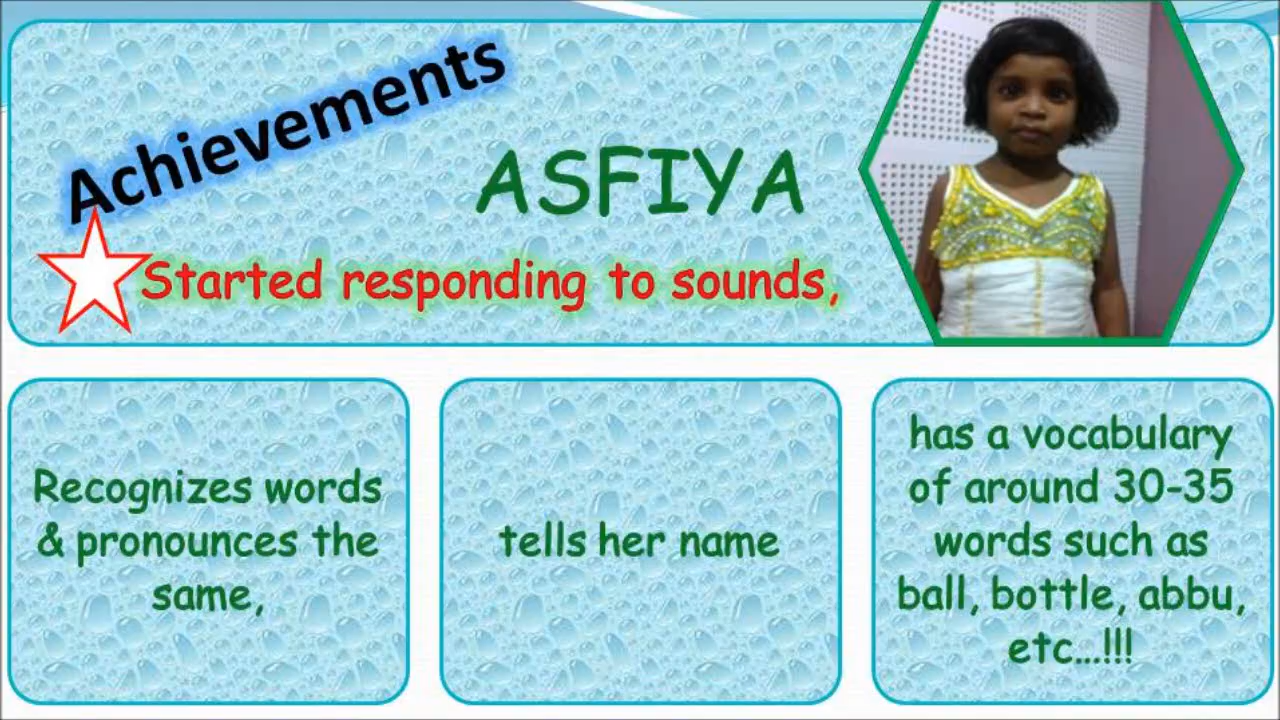 Achievements
ASFIYA
Started responding to sounds,
Recognizes words
& pronounces the
same,
tells her name
has a vocabulary
of around 30-35
words such as
ball, bottle, abbu,
etc...!!!